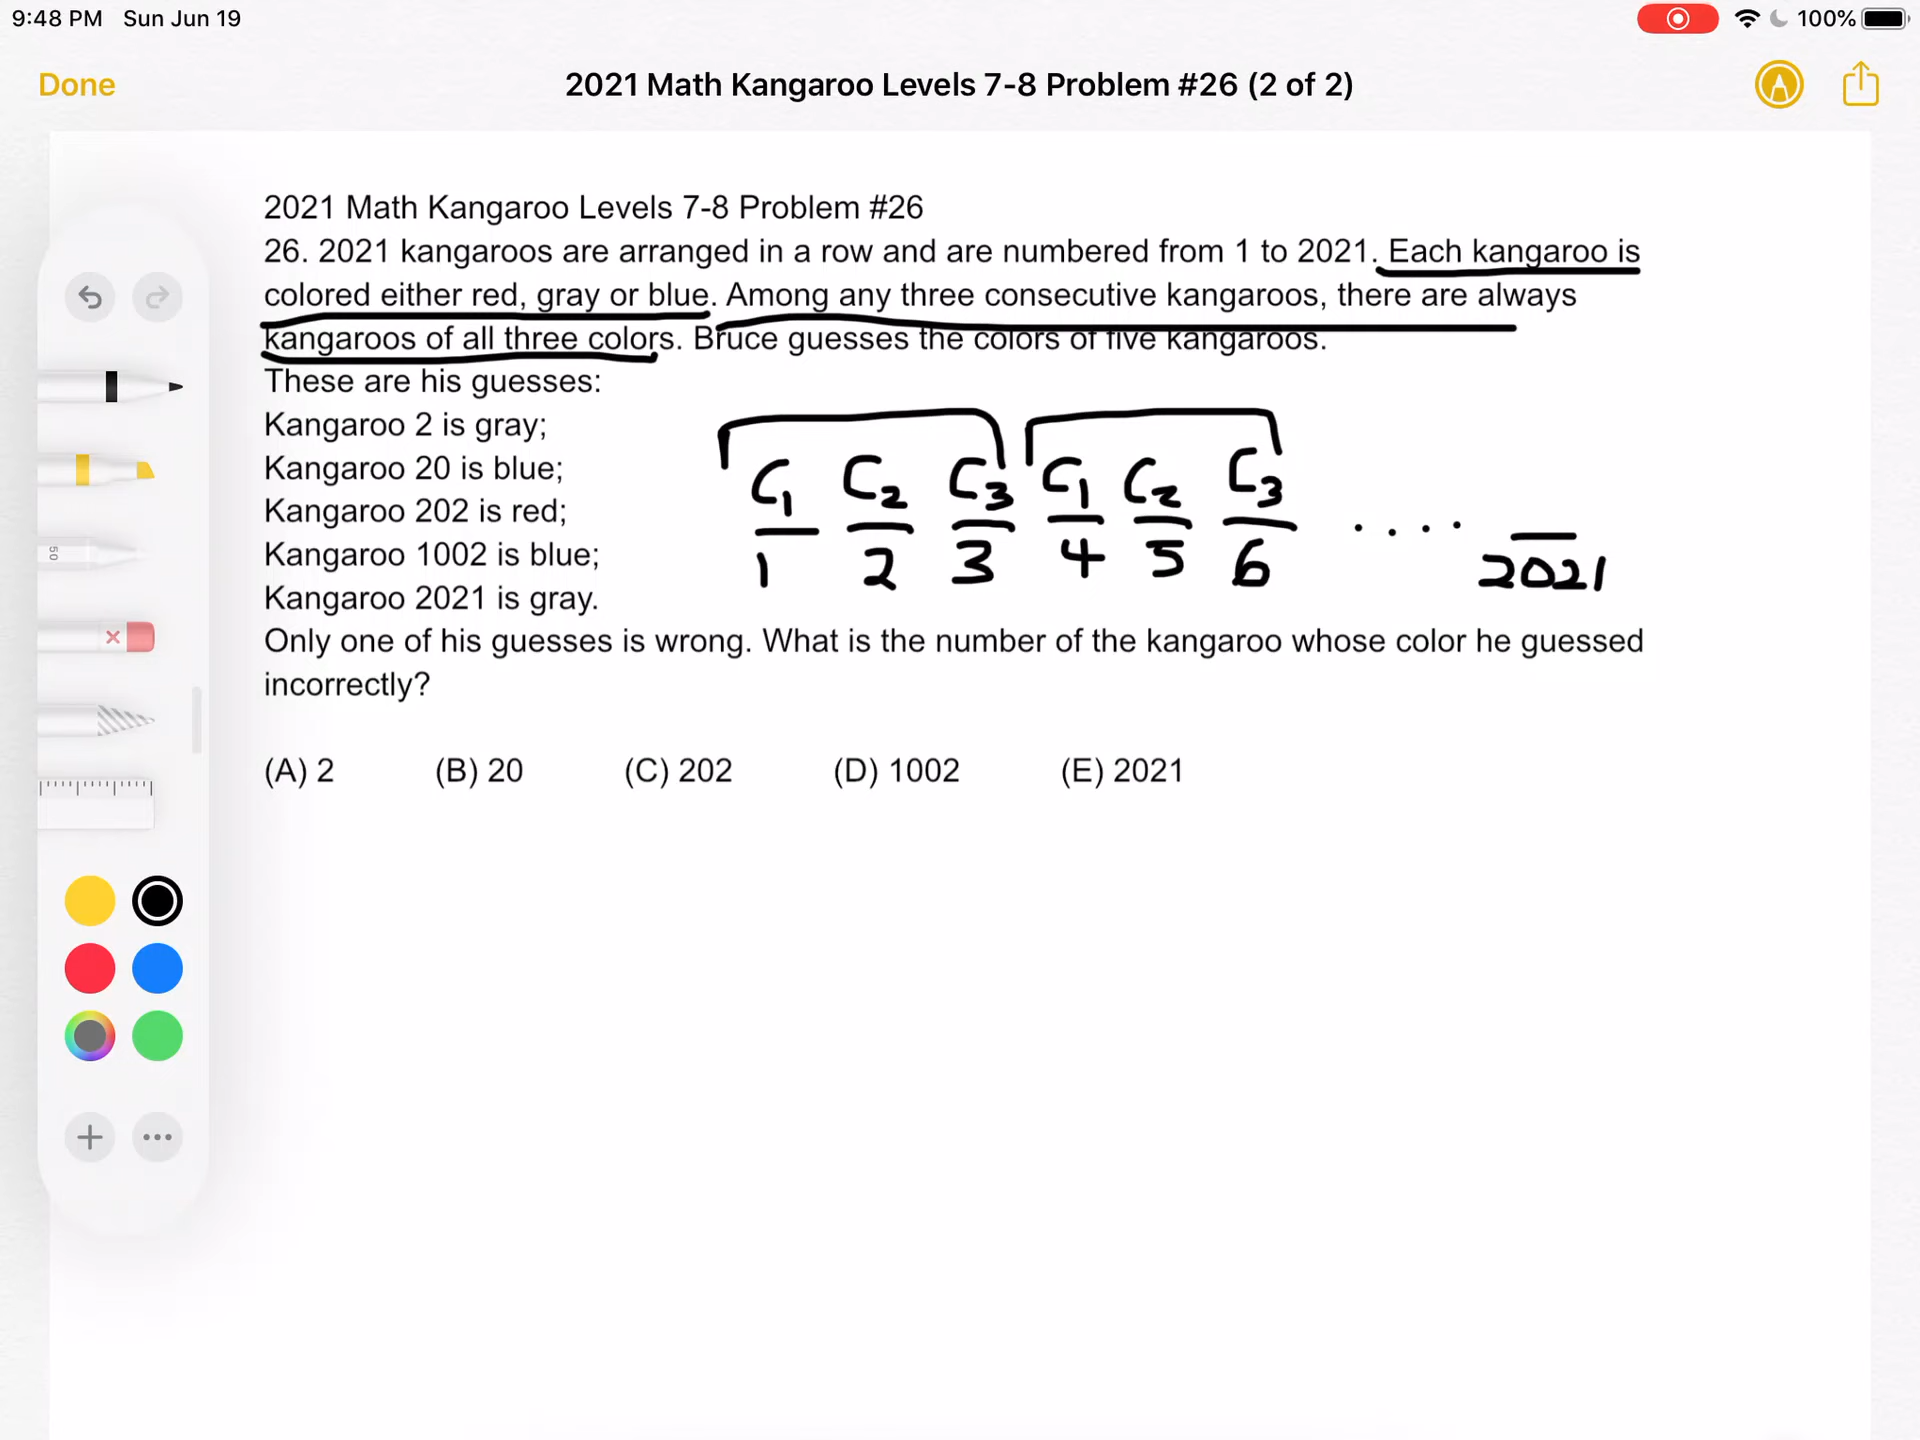 9:48 PM Sun Jun 19 100%
Done 2021 Math Kangaroo Levels 7-8 Problem #26 (2 of 2)
2021 Math Kangaroo Levels 7-8 Problem #26
26. 2021 kangaroos are arranged in a row and are numbered from 1 to 2021. Each kangaroo is
colored either red, gray or blue. Among any three consecutive kangaroos, there are always
kangaroos of all three colors. Bruce guesses the colors of five kangaroos.
These are his guesses:
Kangaroo 2 is gray;
Kangaroo 20 is blue;
Kangaroo 202 is red;
Kangaroo 1002 is blue;
Kangaroo 2021 is gray.
C₁ C₂ C₃ C₁ C₂ C₃ ....
1 2 3 4 5 6 2021
Only one of his guesses is wrong. What is the number of the kangaroo whose color he guessed
incorrectly?
(A) 2 (B) 20 (C) 202 (D) 1002 (E) 2021
50